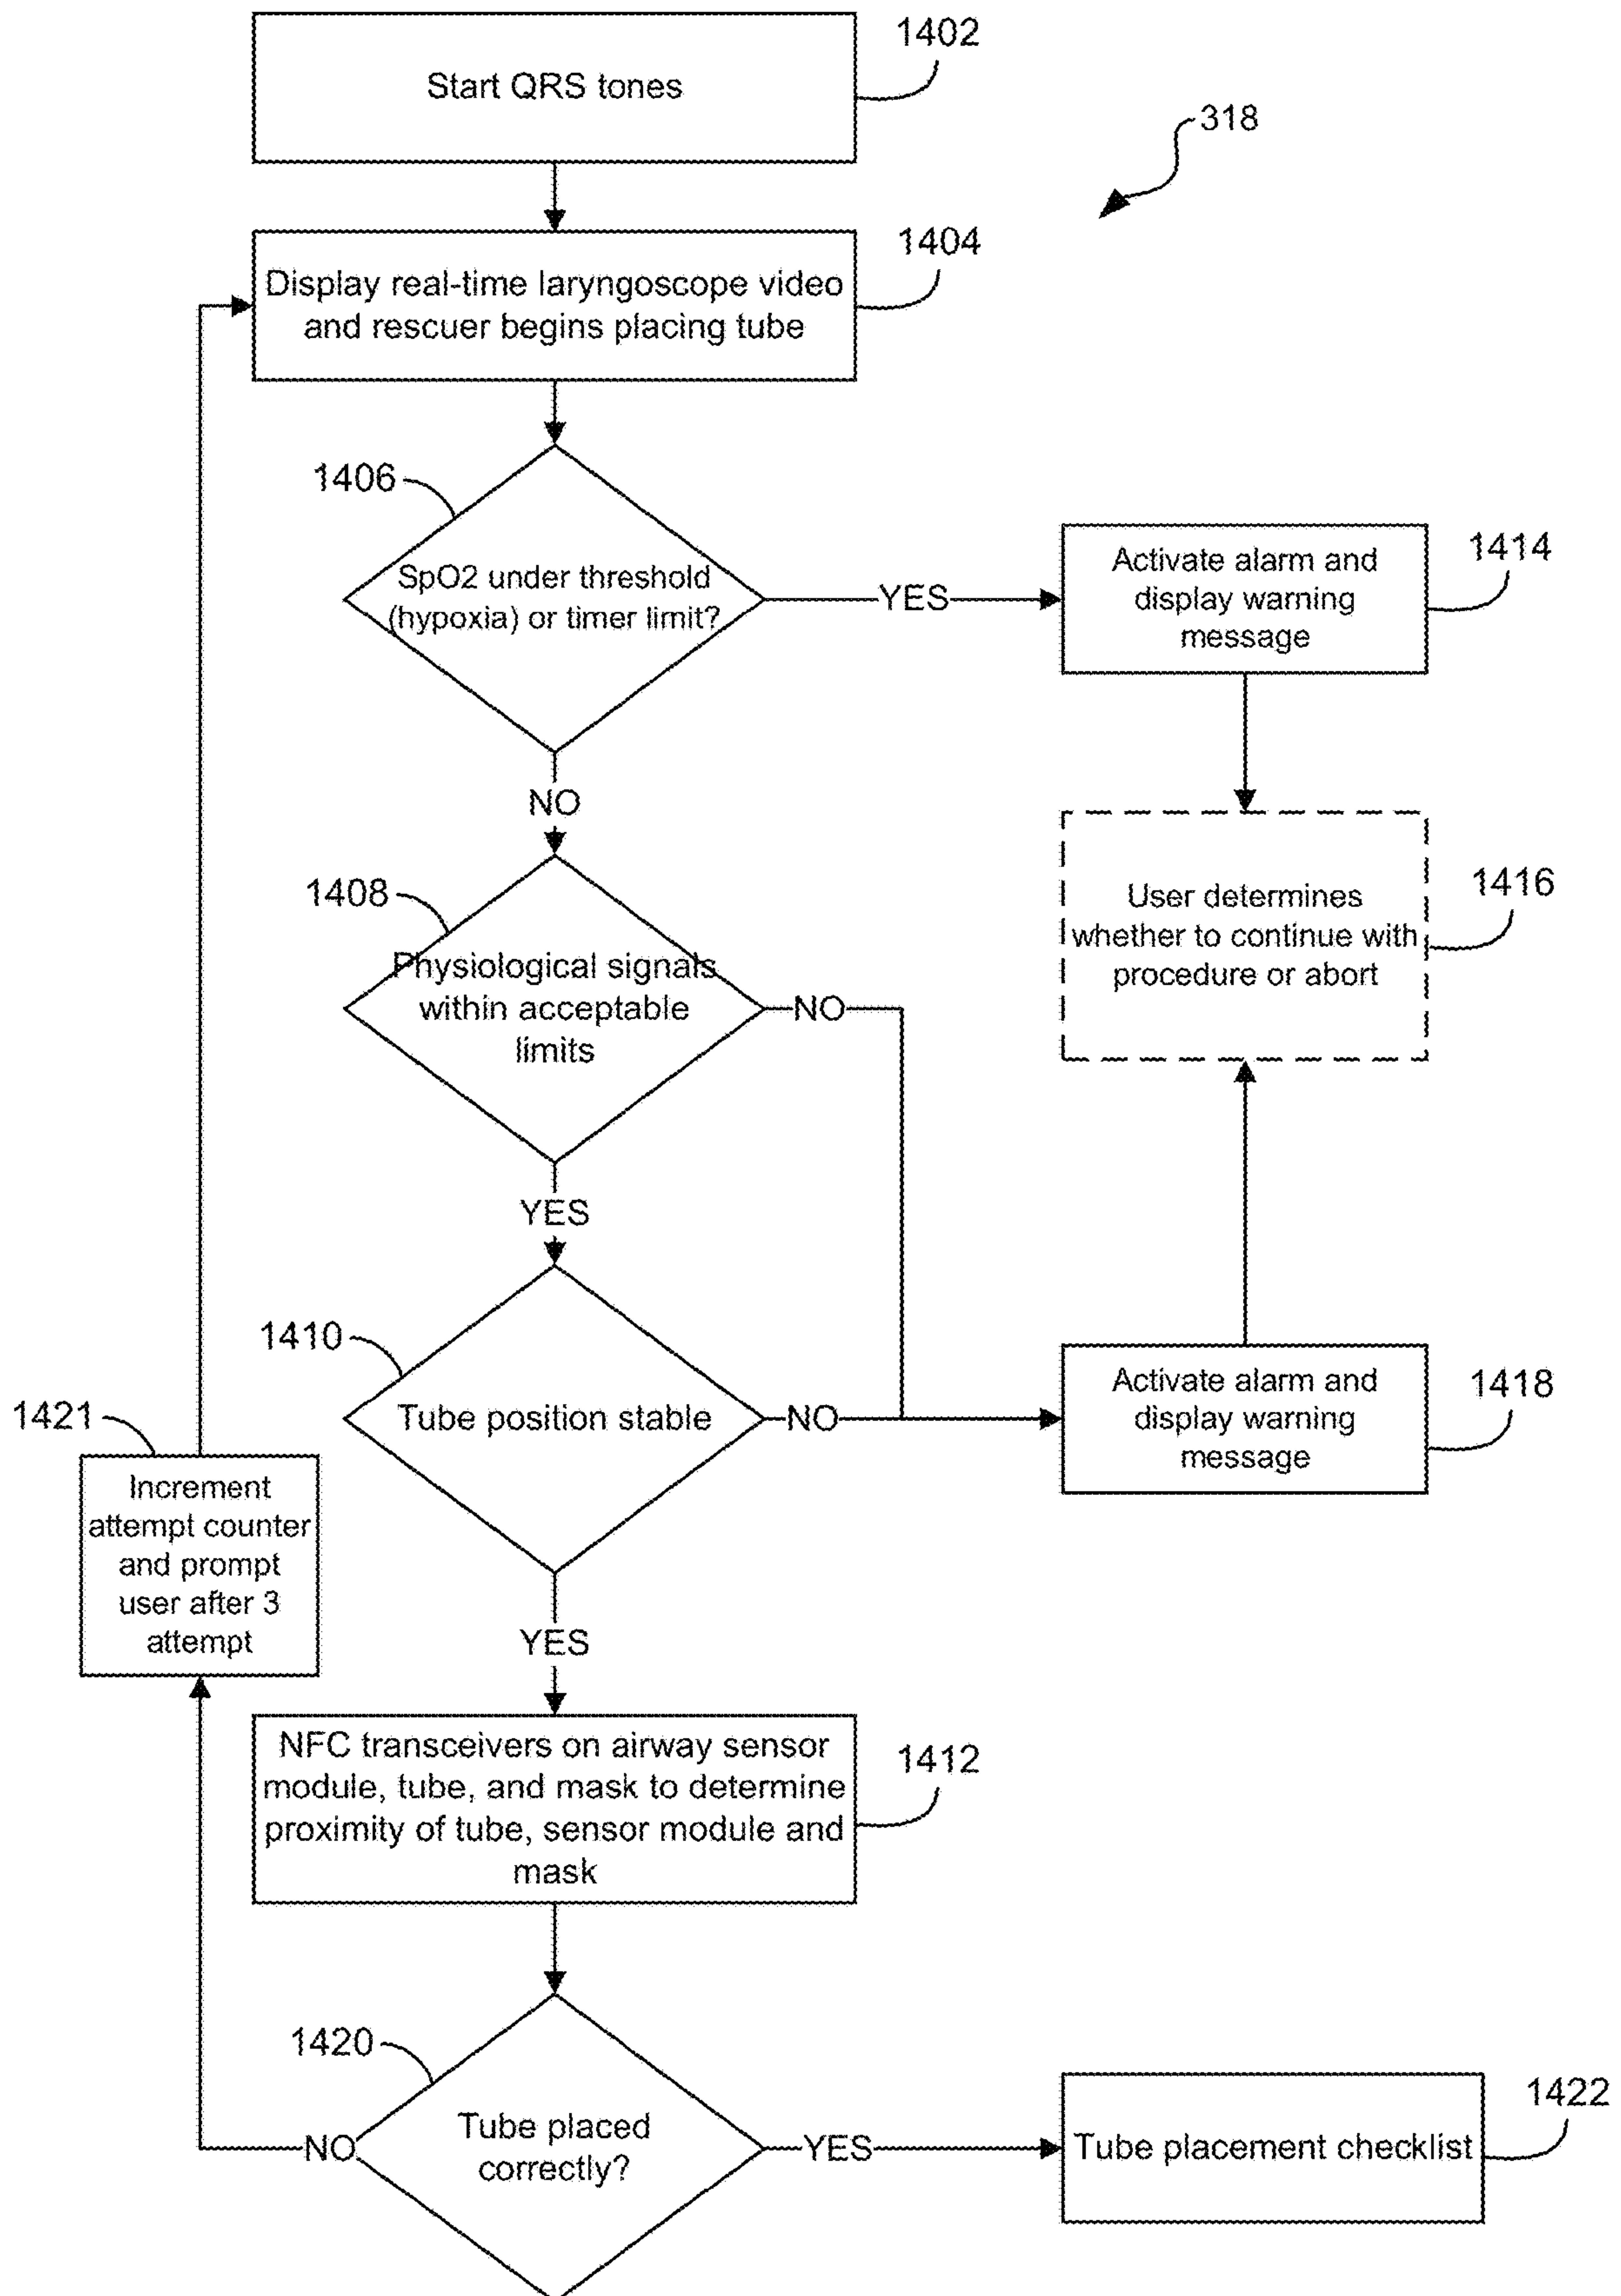 1402
Start QRS tones
318
1404
Display real-time laryngoscope video
and rescuer begins placing tube
1406
SpO2 under threshold
(hypoxia) or timer limit?
YES
1414
Activate alarm and
display warning
message
NO
1408
Physiological signals
within acceptable
limits
NO
1416
User determines
whether to continue with
procedure or abort
YES
1410
Tube position stable
NO
1418
Activate alarm and
display warning
message
1421
Increment
attempt counter
and prompt
user after 3
attempt
YES
1412
NFC transceivers on airway sensor
module, tube, and mask to determine
proximity of tube, sensor module and
mask
1420
Tube placed
correctly?
NO
YES
1422
Tube placement checklist